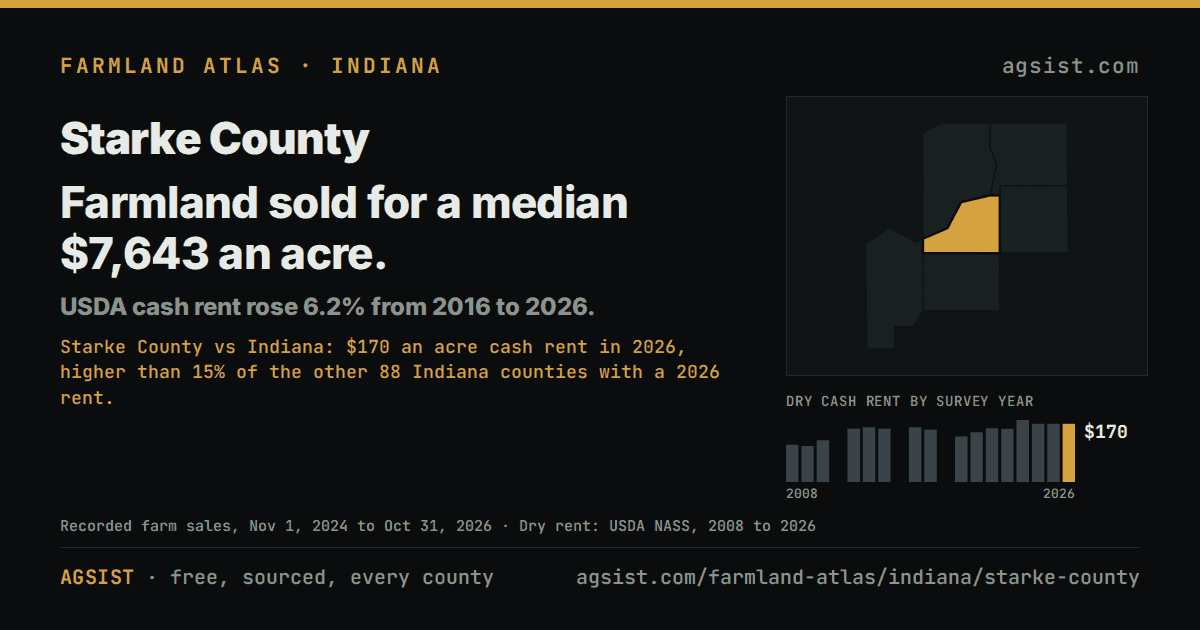 FARMLAND ATLAS · INDIANA
agsist.com
Starke County
Farmland sold for a median
$7,643 an acre.
USDA cash rent rose 6.2% from 2016 to 2026.
Starke County vs Indiana: $170 an acre cash rent in 2026,
higher than 15% of the other 88 Indiana counties with a 2026
rent.
DRY CASH RENT BY SURVEY YEAR
$170
2008
2026
Recorded farm sales, Nov 1, 2024 to Oct 31, 2026 · Dry rent: USDA NASS, 2008 to 2026
AGSIST · free, sourced, every county
agsist.com/farmland-atlas/indiana/starke-county